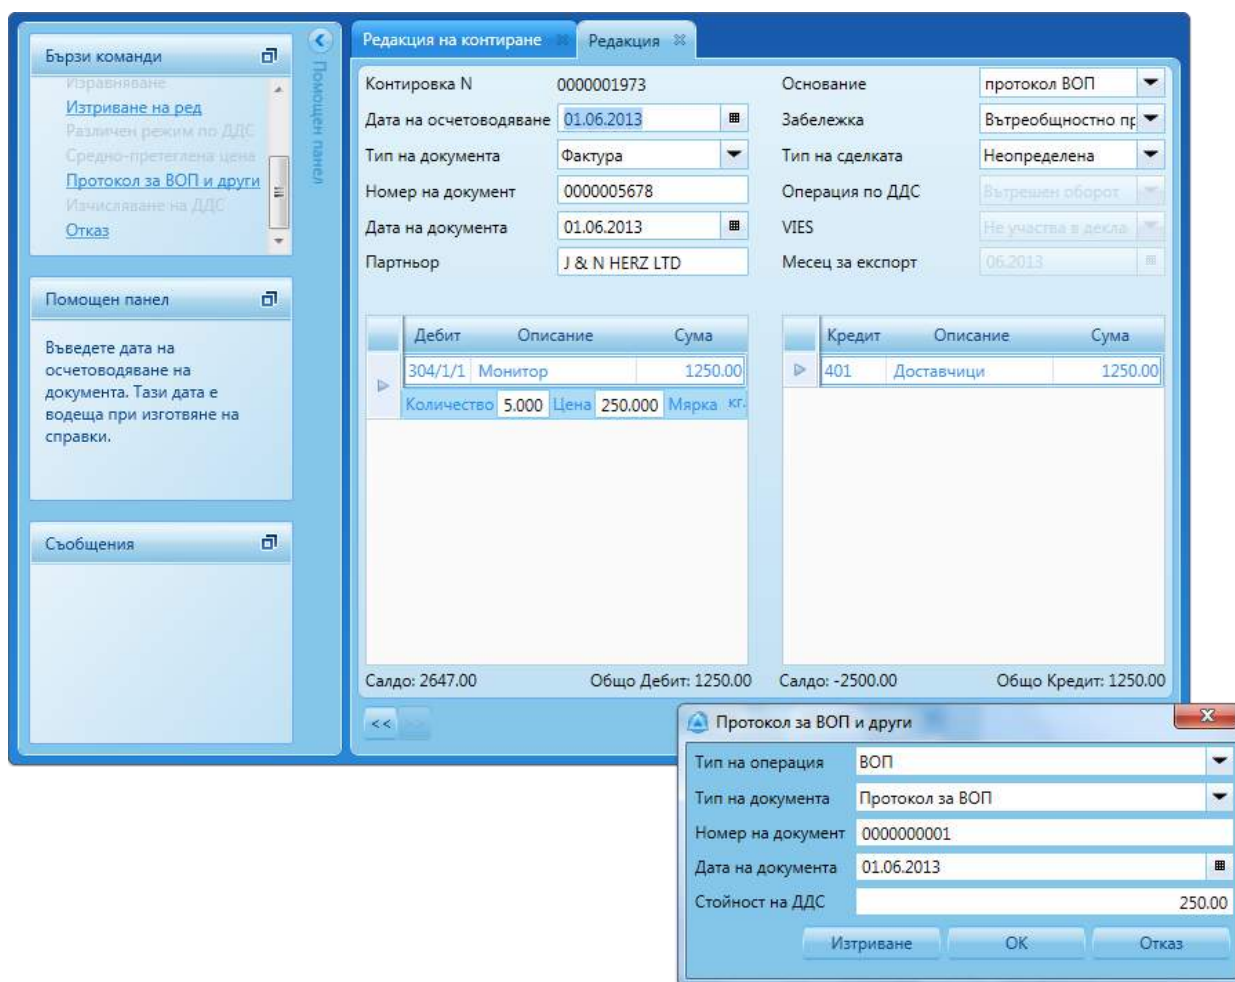 Бързи команди
Изравняване
Изтриване на ред
Различен режим по ДДС
Средно-претеглена цена
Протокол за ВОП и други
Изчисляване на ДДС
Отказ
Помощен панел
Въведете дата на
осчетоводяване на
документа. Тази дата е
водеща при изготвяне на
справки.
Съобщения
Помощен панел
Редакция на контиране
Редакция
Контировка N 0000001973
Дата на осчетоводяване 01.06.2013
Тип на документа Фактура
Номер на документ 0000005678
Дата на документа 01.06.2013
Партньор J & N HERZ LTD
Основание протокол ВОП
Забележка Вътреобщностно пр
Тип на сделката Неопределена
Операция по ДДС Вътрешен оборот
VIES Не участва в декла
Месец за експорт 06.2013
Дебит Описание Сума
304/1/1 Монитор 1250.00
Количество 5.000 Цена 250.000 Мярка кг.
Кредит Описание Сума
401 Доставчици 1250.00
Салдо: 2647.00 Общо Дебит: 1250.00
Салдо: -2500.00 Общо Кредит: 1250.00
<<
Протокол за ВОП и други
Тип на операция ВОП
Тип на документа Протокол за ВОП
Номер на документ 0000000001
Дата на документа 01.06.2013
Стойност на ДДС 250.00
Изтриване OK Отказ